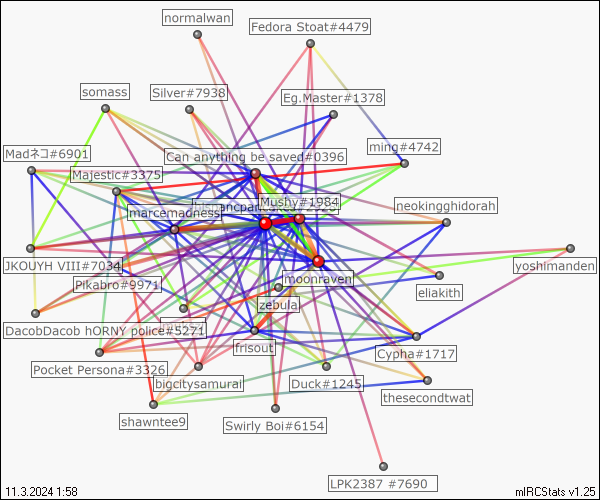 normalwan
Fedora Stoat#4479
somass
Silver#7938
Eg.Master#1378
ming#4742
Madネコ#6901
Can anything be saved#0396
Majestic#3375
Mushy#1984
marcemadness
neokingghidorah
JKOUYH VIII#7034
yoshimanden
moonraven
Pikabro#9971
eliakith
zebula
DacobDacob hORNY police#5271
frisout
Cypha#1717
Pocket Persona#3326
bigcitysamurai
Duck#1245
thesecondtwat
shawntee9
Swirly Boi#6154
LPK2387 #7690
11.3.2024 1:58
mIRCStats v1.25